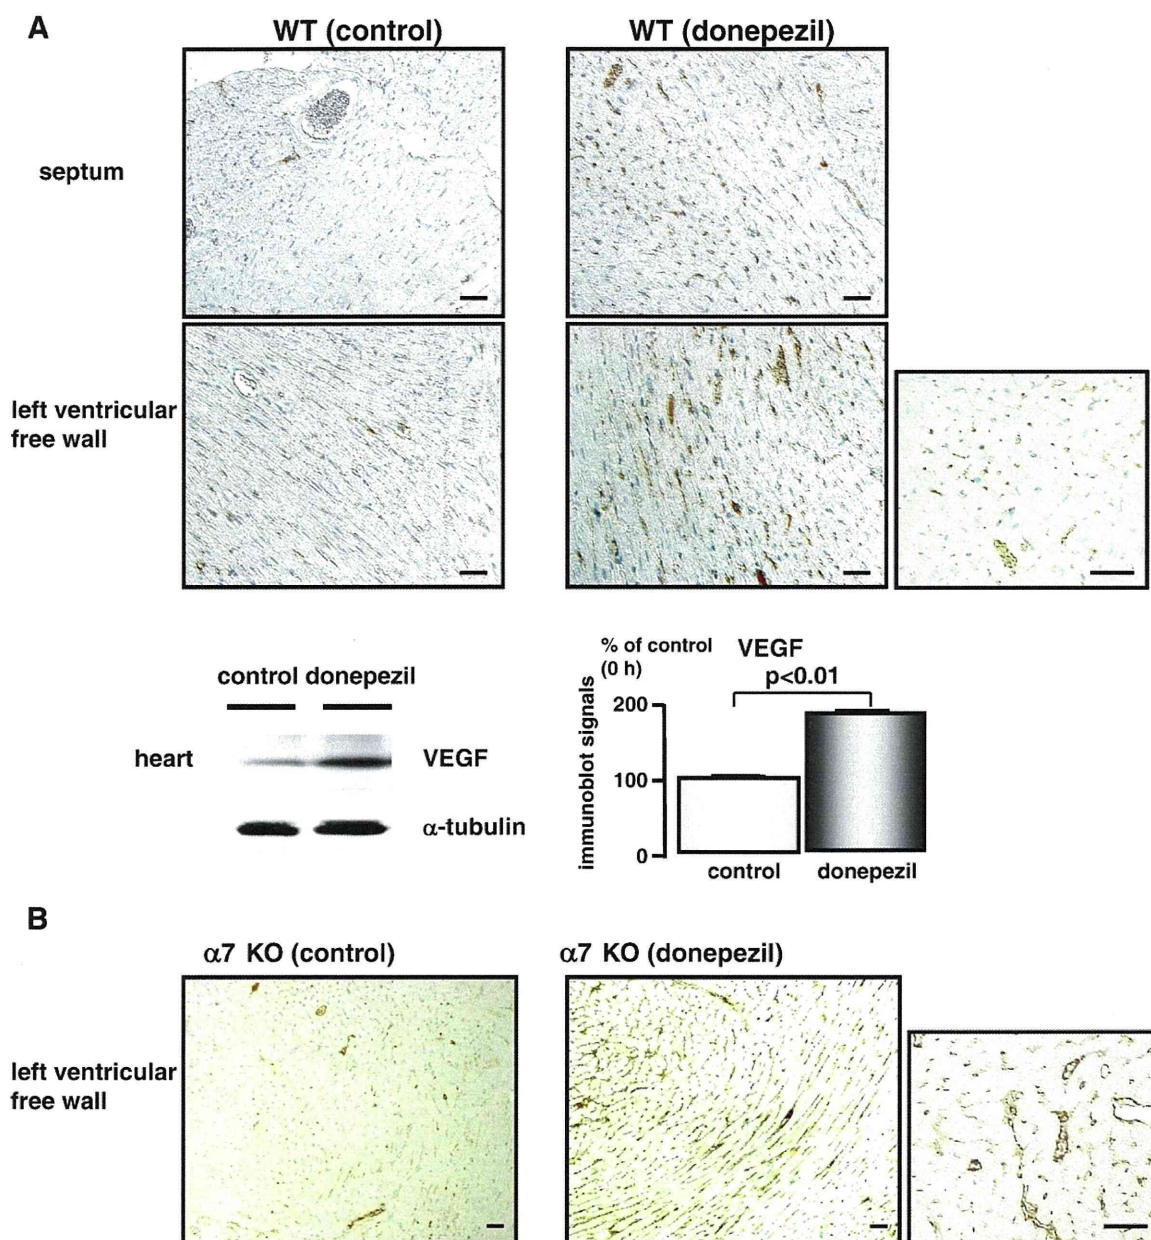 A
WT (control)
WT (donepezil)
septum
left ventricular
free wall
control donepezil
heart
VEGF
α-tubulin
% of control
(0 h)
VEGF
p<0.01
immunoblot signals
200
100
0
control
donepezil
B
α7 KO (control)
α7 KO (donepezil)
left ventricular
free wall